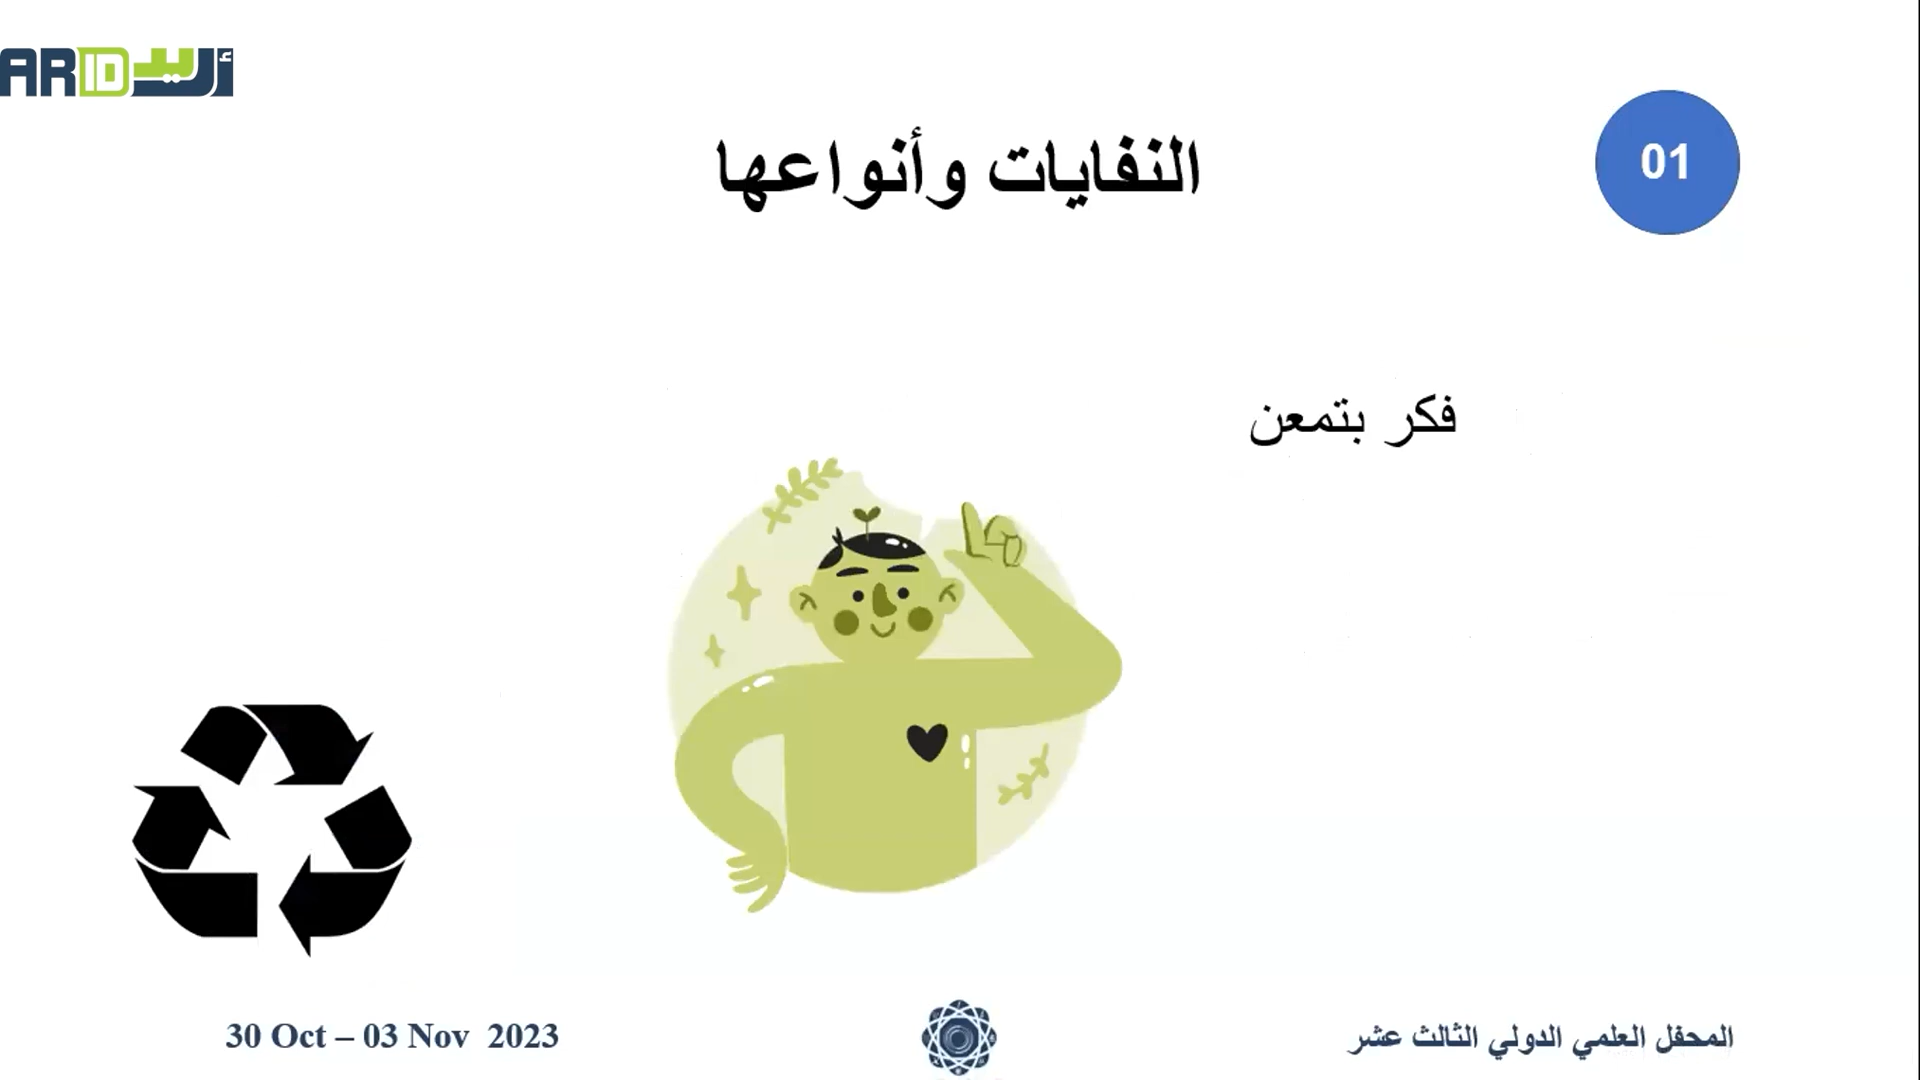 ARID أريد
01
النفايات وأنواعها
فكر بتمعن
المحفل العلمي الدولي الثالث عشر
30 Oct – 03 Nov 2023